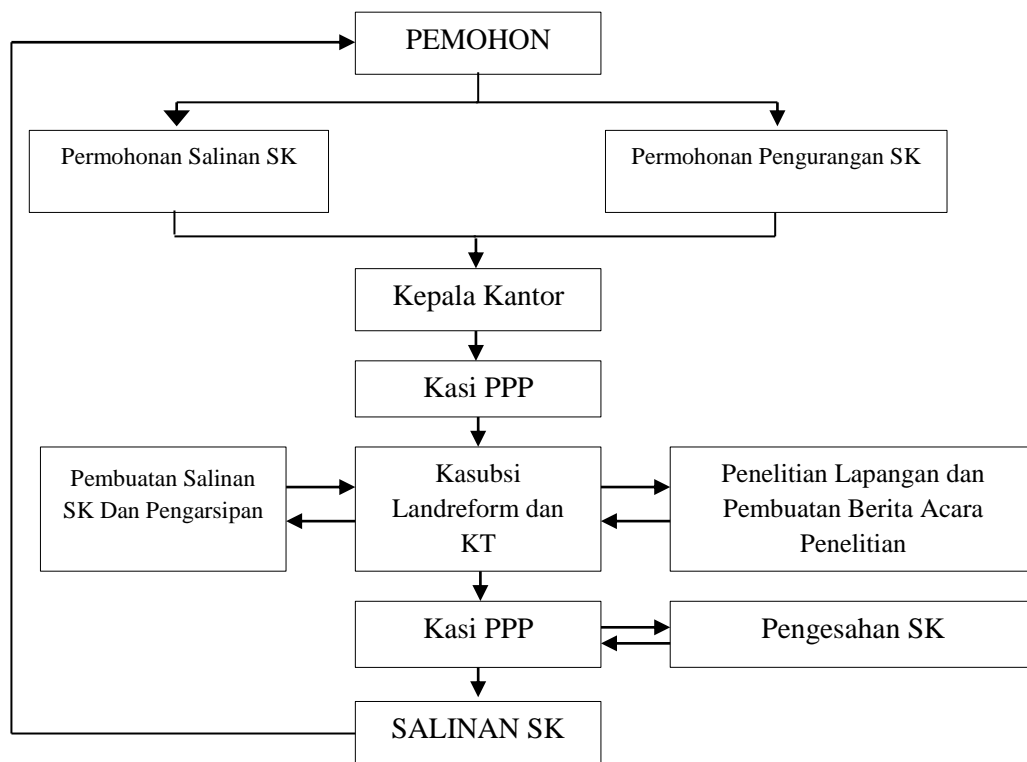 PEMOHON
Permohonan Salinan SK
Permohonan Pengurangan SK
Kepala Kantor
Kasi PPP
Pembuatan Salinan
SK Dan Pengarsipan
Kasubsi
Landreform dan
KT
Penelitian Lapangan dan
Pembuatan Berita Acara
Penelitian
Kasi PPP
Pengesahan SK
SALINAN SK